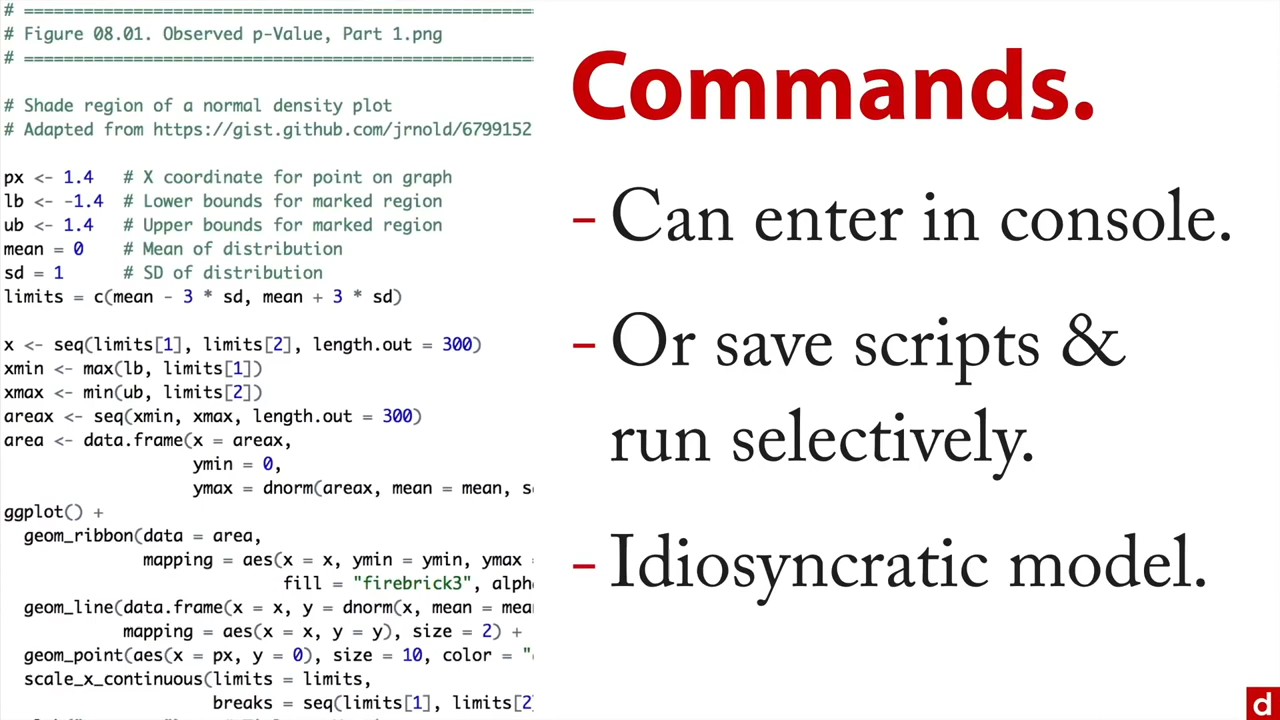 # ====================================================
# Figure 08.01. Observed p-Value, Part 1.png
# ====================================================
# Shade region of a normal density plot
# Adapted from https://gist.github.com/jrnold/6799152
px <- 1.4   # X coordinate for point on graph
lb <- -1.4  # Lower bounds for marked region
ub <- 1.4   # Upper bounds for marked region
mean = 0    # Mean of distribution
sd = 1      # SD of distribution
limits = c(mean - 3 * sd, mean + 3 * sd)
x <- seq(limits[1], limits[2], length.out = 300)
xmin <- max(lb, limits[1])
xmax <- min(ub, limits[2])
areax <- seq(xmin, xmax, length.out = 300)
area <- data.frame(x = areax,
ymin = 0,
ymax = dnorm(areax, mean = mean, s
ggplot() +
geom_ribbon(data = area,
mapping = aes(x = x, ymin = ymin, ymax =
fill = "firebrick3", alph
geom_line(data.frame(x = x, y = dnorm(x, mean = mea
mapping = aes(x = x, y = y), size = 2) +
geom_point(aes(x = px, y = 0), size = 10, color = "
scale_x_continuous(limits = limits,
breaks = seq(limits[1], limits[2]
Commands.
– Can enter in console.
– Or save scripts &
run selectively.
– Idiosyncratic model.
d